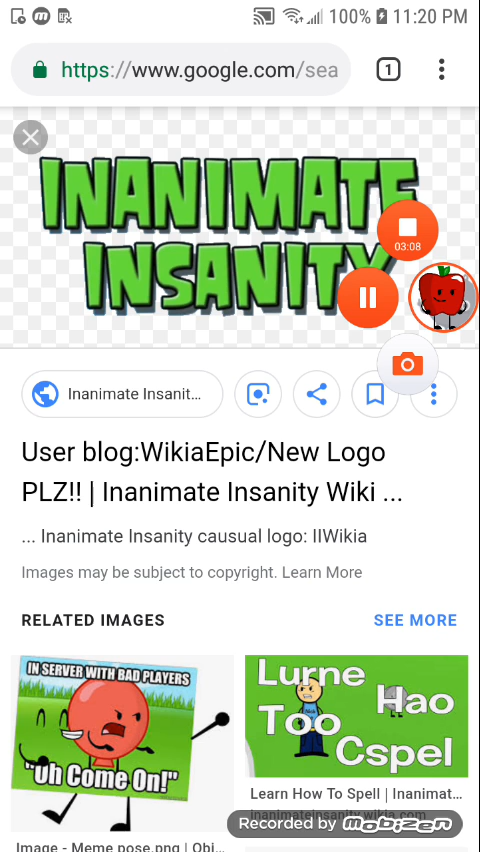 100% 11:20 PM
https://www.google.com/sea
1
INANIMATE
INSANITY
03:08
Inanimate Insanit...
User blog:WikiaEpic/New Logo
PLZ!! | Inanimate Insanity Wiki ...
... Inanimate Insanity causual logo: IIWikia
Images may be subject to copyright. Learn More
RELATED IMAGES
SEE MORE
IN SERVER WITH BAD PLAYERS
"Uh Come On!"
Lurne
Hao
Too
Cspel
Learn How To Spell | Inanimat...
inanimateinsanity.wikia.com
Image - Meme pose.png | Obj...
Recorded by mobizen